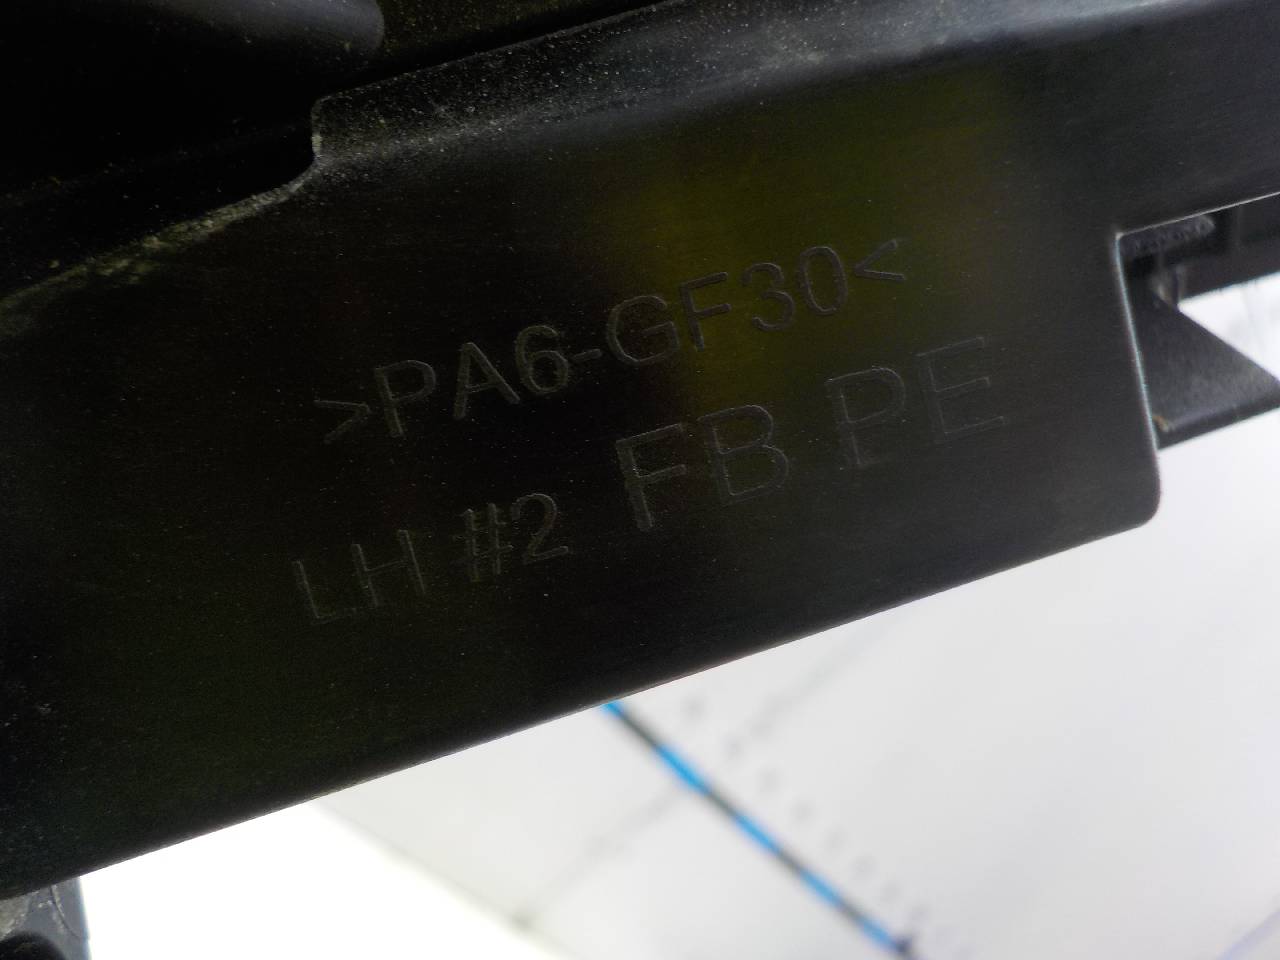 >PA6-GF30<
LH #2 FB PE